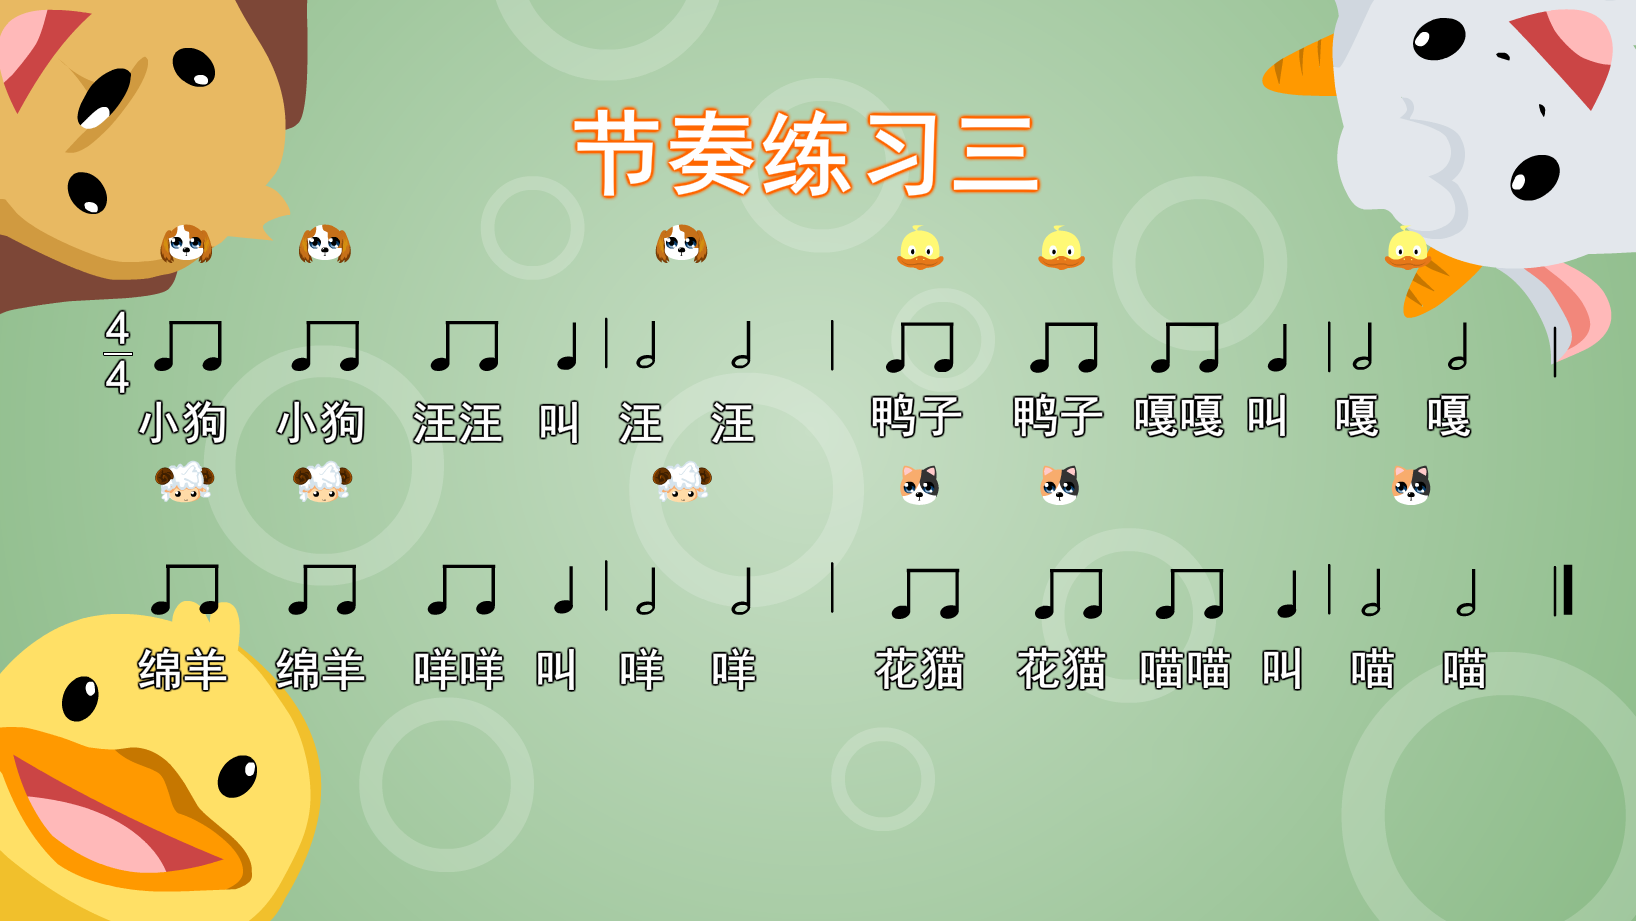 节奏练习三
4
4
小狗 小狗 汪汪 叫 汪 汪 鸭子 鸭子 嘎嘎 叫 嘎 嘎
绵羊 绵羊 咩咩 叫 咩 咩 花猫 花猫 喵喵 叫 喵 喵